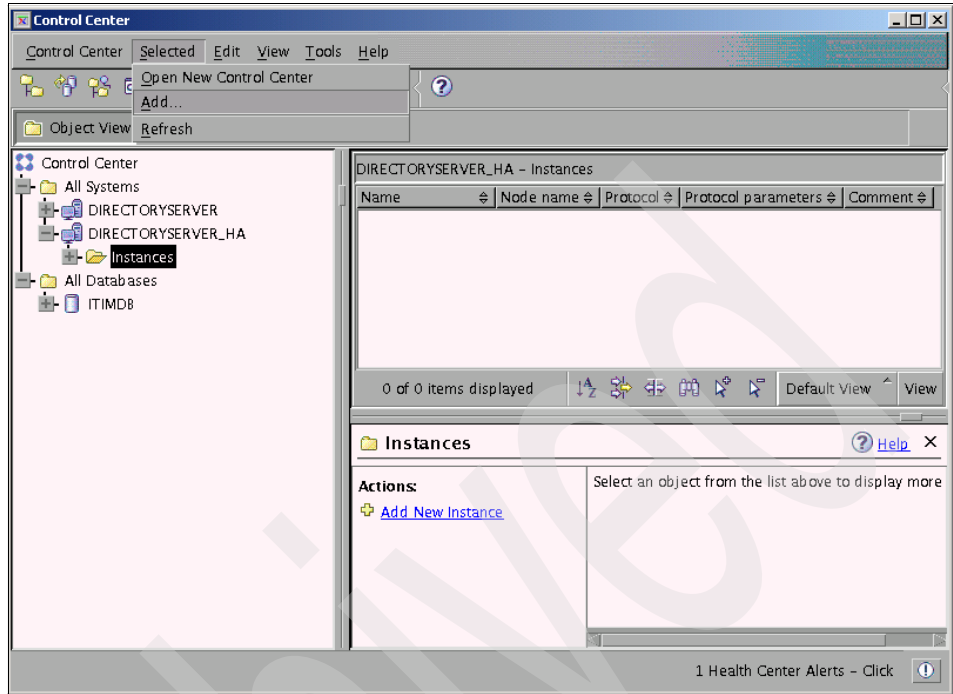 Control Center
Control Center Selected Edit View Tools Help
Open New Control Center
Add...
Refresh
Object View
Control Center
All Systems
DIRECTORYSERVER
DIRECTORYSERVER_HA
Instances
All Databases
ITIMDB
DIRECTORYSERVER_HA - Instances
Name Node name Protocol Protocol parameters Comment
0 of 0 items displayed Default View View
Instances Help
Actions:
Add New Instance
Select an object from the list above to display more
1 Health Center Alerts - Click